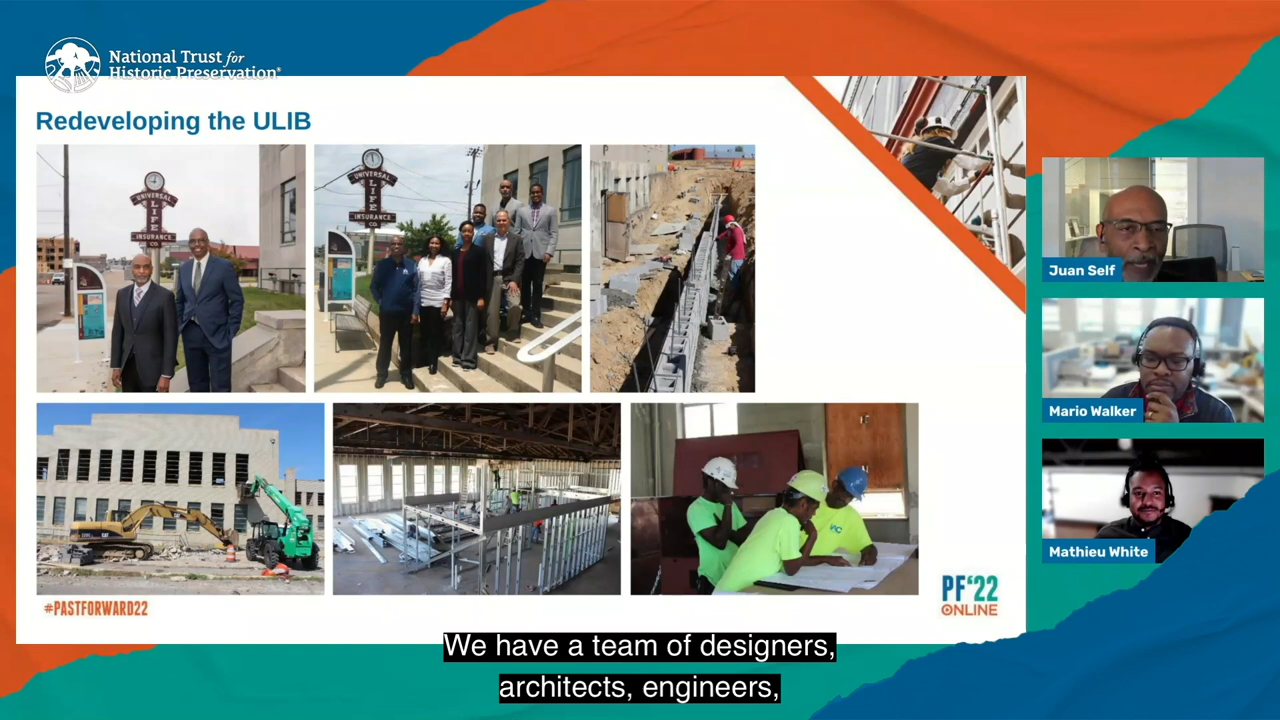 National Trust for
Historic Preservation®
Redeveloping the ULIB
UNIVERSAL
LIFE
INSURANCE
CO.
UNIVERSAL
LIFE
INSURANCE
CO.
CAT
#PASTFORWARD22
PF'22
ONLINE
Juan Self
Mario Walker
Mathieu White
We have a team of designers,
architects, engineers,